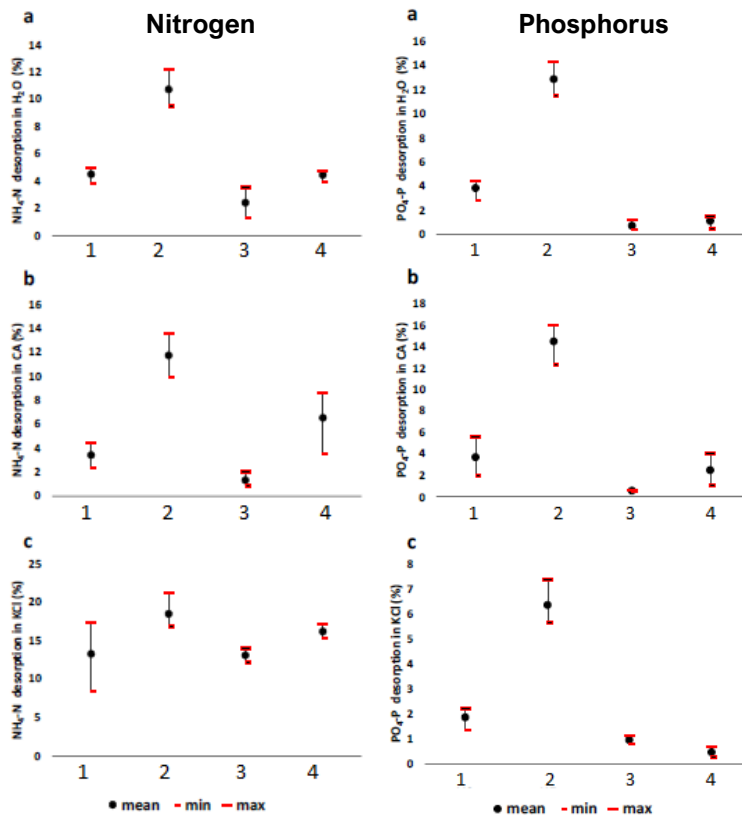 Nitrogen
a
NH₄-N desorption in H₂O (%)
14
12
10
8
6
4
2
0
1 2 3 4
b
NH₄-N desorption in CA (%)
16
14
12
10
8
6
4
2
0
1 2 3 4
c
NH₄-N desorption in KCl (%)
25
20
15
10
5
0
1 2 3 4
mean min max
Phosphorus
a
PO₄-P desorption in H₂O (%)
16
14
12
10
8
6
4
2
0
1 2 3 4
b
PO₄-P desorption in CA (%)
18
16
14
12
10
8
6
4
2
0
1 2 3 4
c
PO₄-P desorption in KCl (%)
8
7
6
5
4
3
2
1
0
1 2 3 4
mean min max